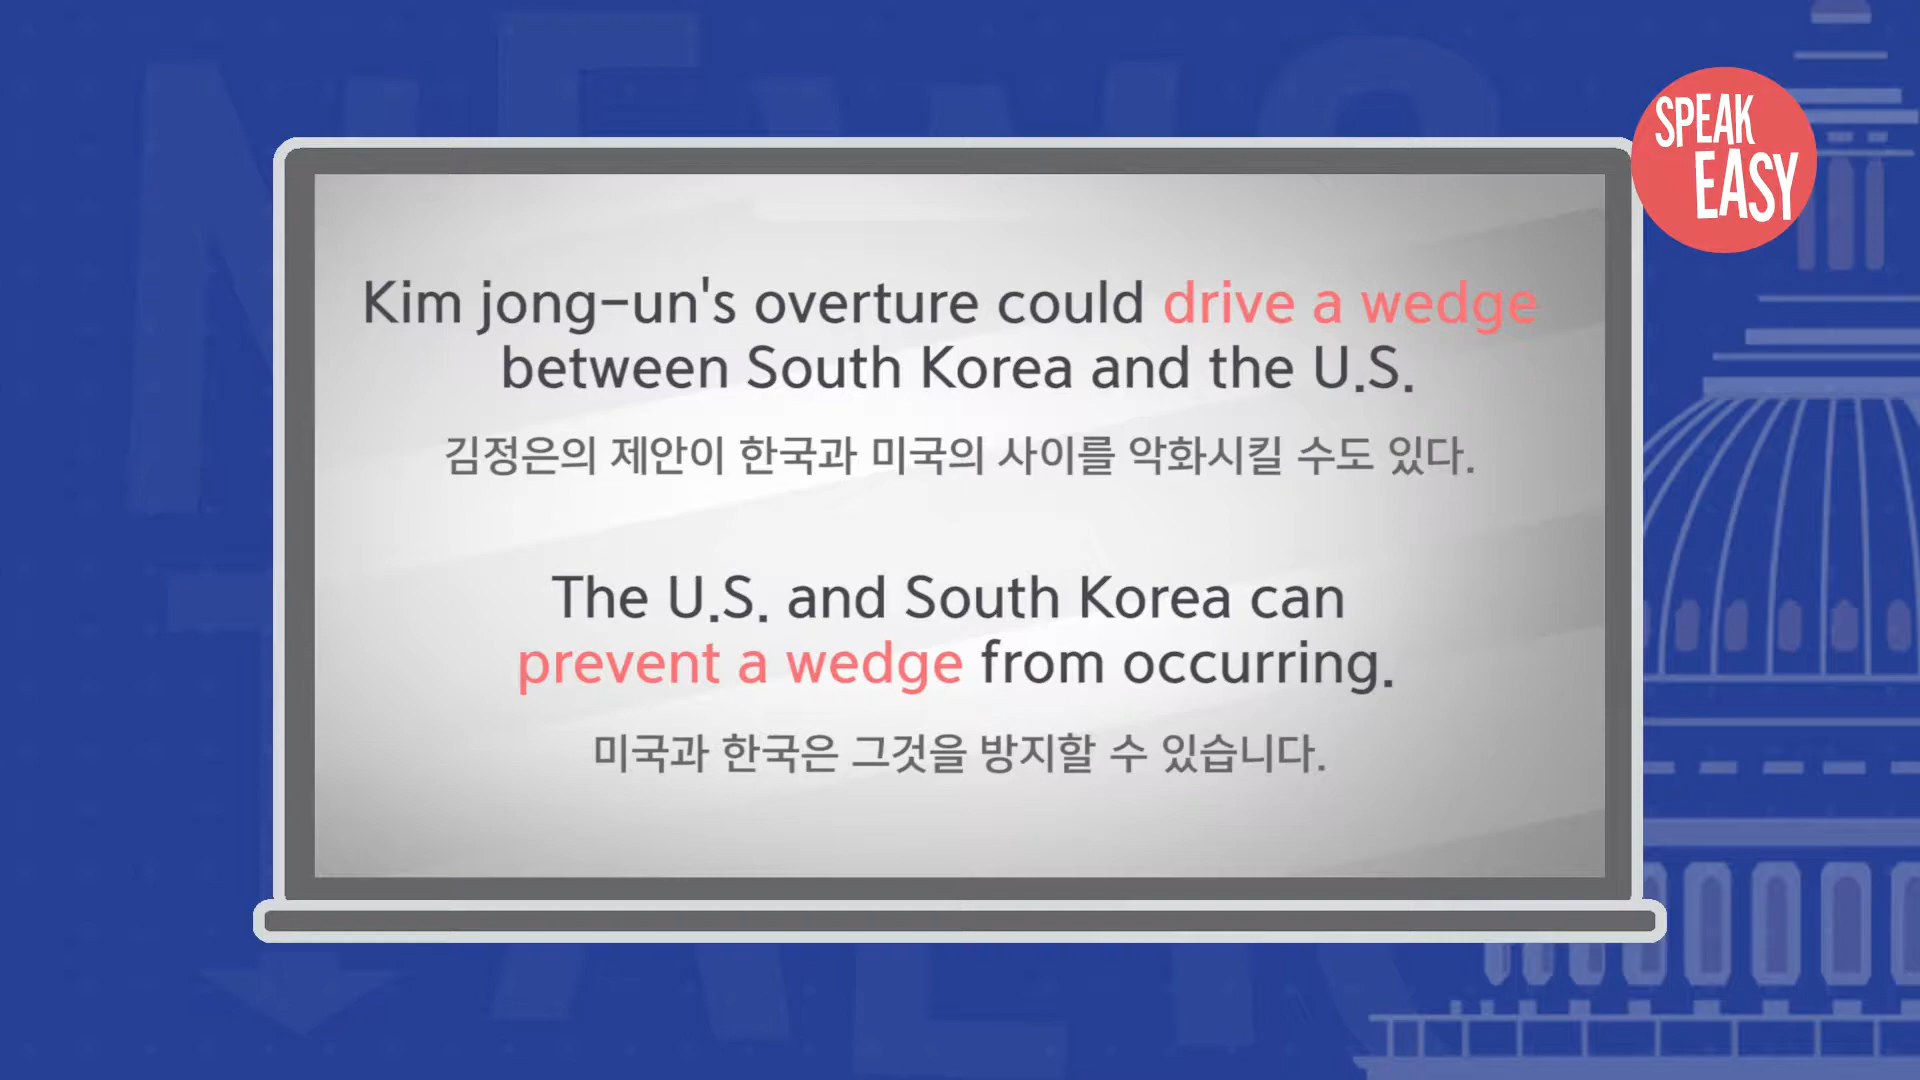 NEWS
SPEAK
EASY
Kim jong-un's overture could drive a wedge
between South Korea and the U.S.
김정은의 제안이 한국과 미국의 사이를 악화시킬 수도 있다.
The U.S. and South Korea can
prevent a wedge from occurring.
미국과 한국은 그것을 방지할 수 있습니다.